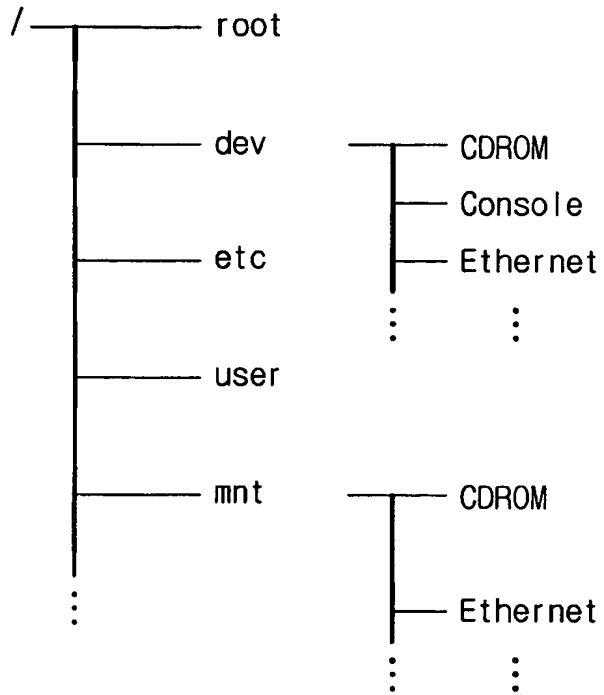 / root
dev CDROM
Console
etc Ethernet
user
mnt CDROM
Ethernet